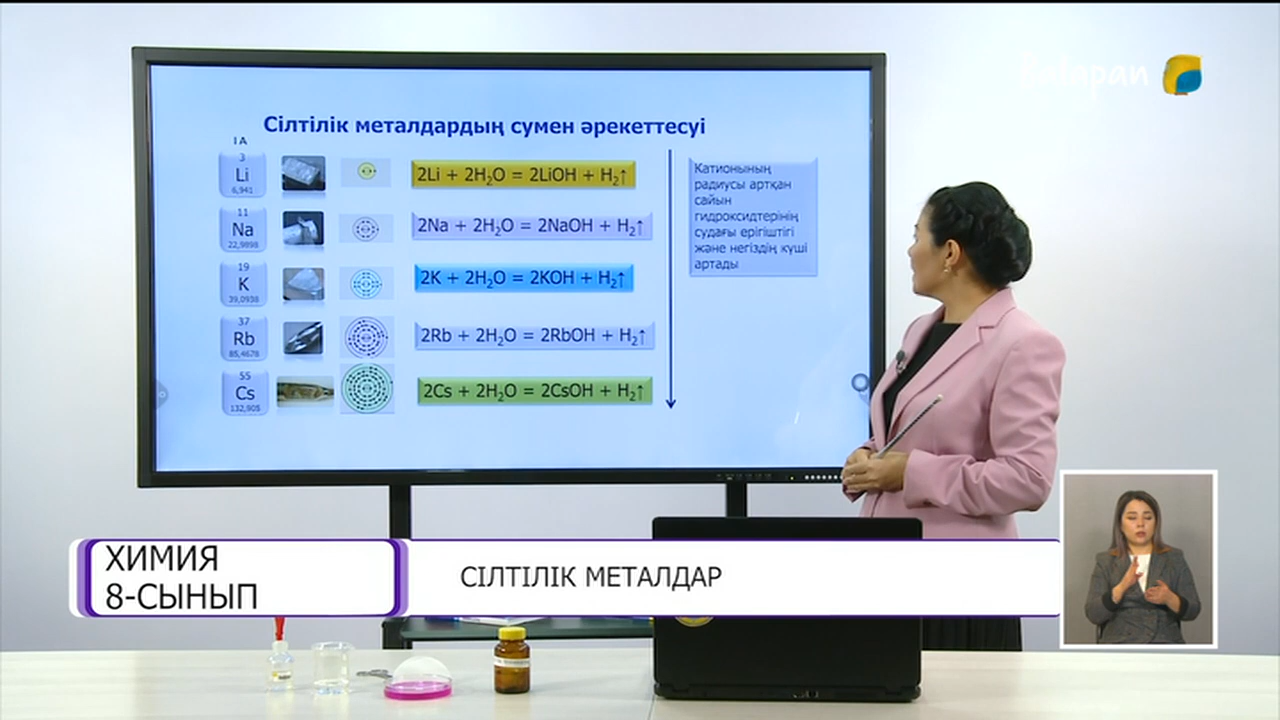 Balapan
Сілтілік металдардың сумен әрекеттесуі
I A
3
Li
6,941
2Li + 2H₂O = 2LiOH + H₂↑
11
Na
22,9898
2Na + 2H₂O = 2NaOH + H₂↑
19
K
39,0938
2K + 2H₂O = 2KOH + H₂↑
37
Rb
85,4678
2Rb + 2H₂O = 2RbOH + H₂↑
55
Cs
132,905
2Cs + 2H₂O = 2CsOH + H₂↑
Катионының
радиусы артқан
сайын
гидроксидтерінің
судағы ерігіштігі
және негіздің күші
артады
ХИМИЯ
8-СЫНЫП
СІЛТІЛІК МЕТАЛДАР